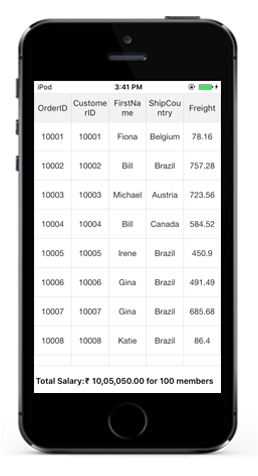 iPod 3:41 PM
OrderID CustomerID FirstName ShipCountry Freight
10001 10001 Fiona Belgium 78.16
10002 10002 Bill Brazil 757.28
10003 10003 Michael Austria 723.56
10004 10004 Bill Canada 584.52
10005 10005 Irene Brazil 450.9
10006 10006 Gina Brazil 491.49
10007 10007 Gina Brazil 685.68
10008 10008 Katie Brazil 86.4
Total Salary:₹ 10,05,050.00 for 100 members